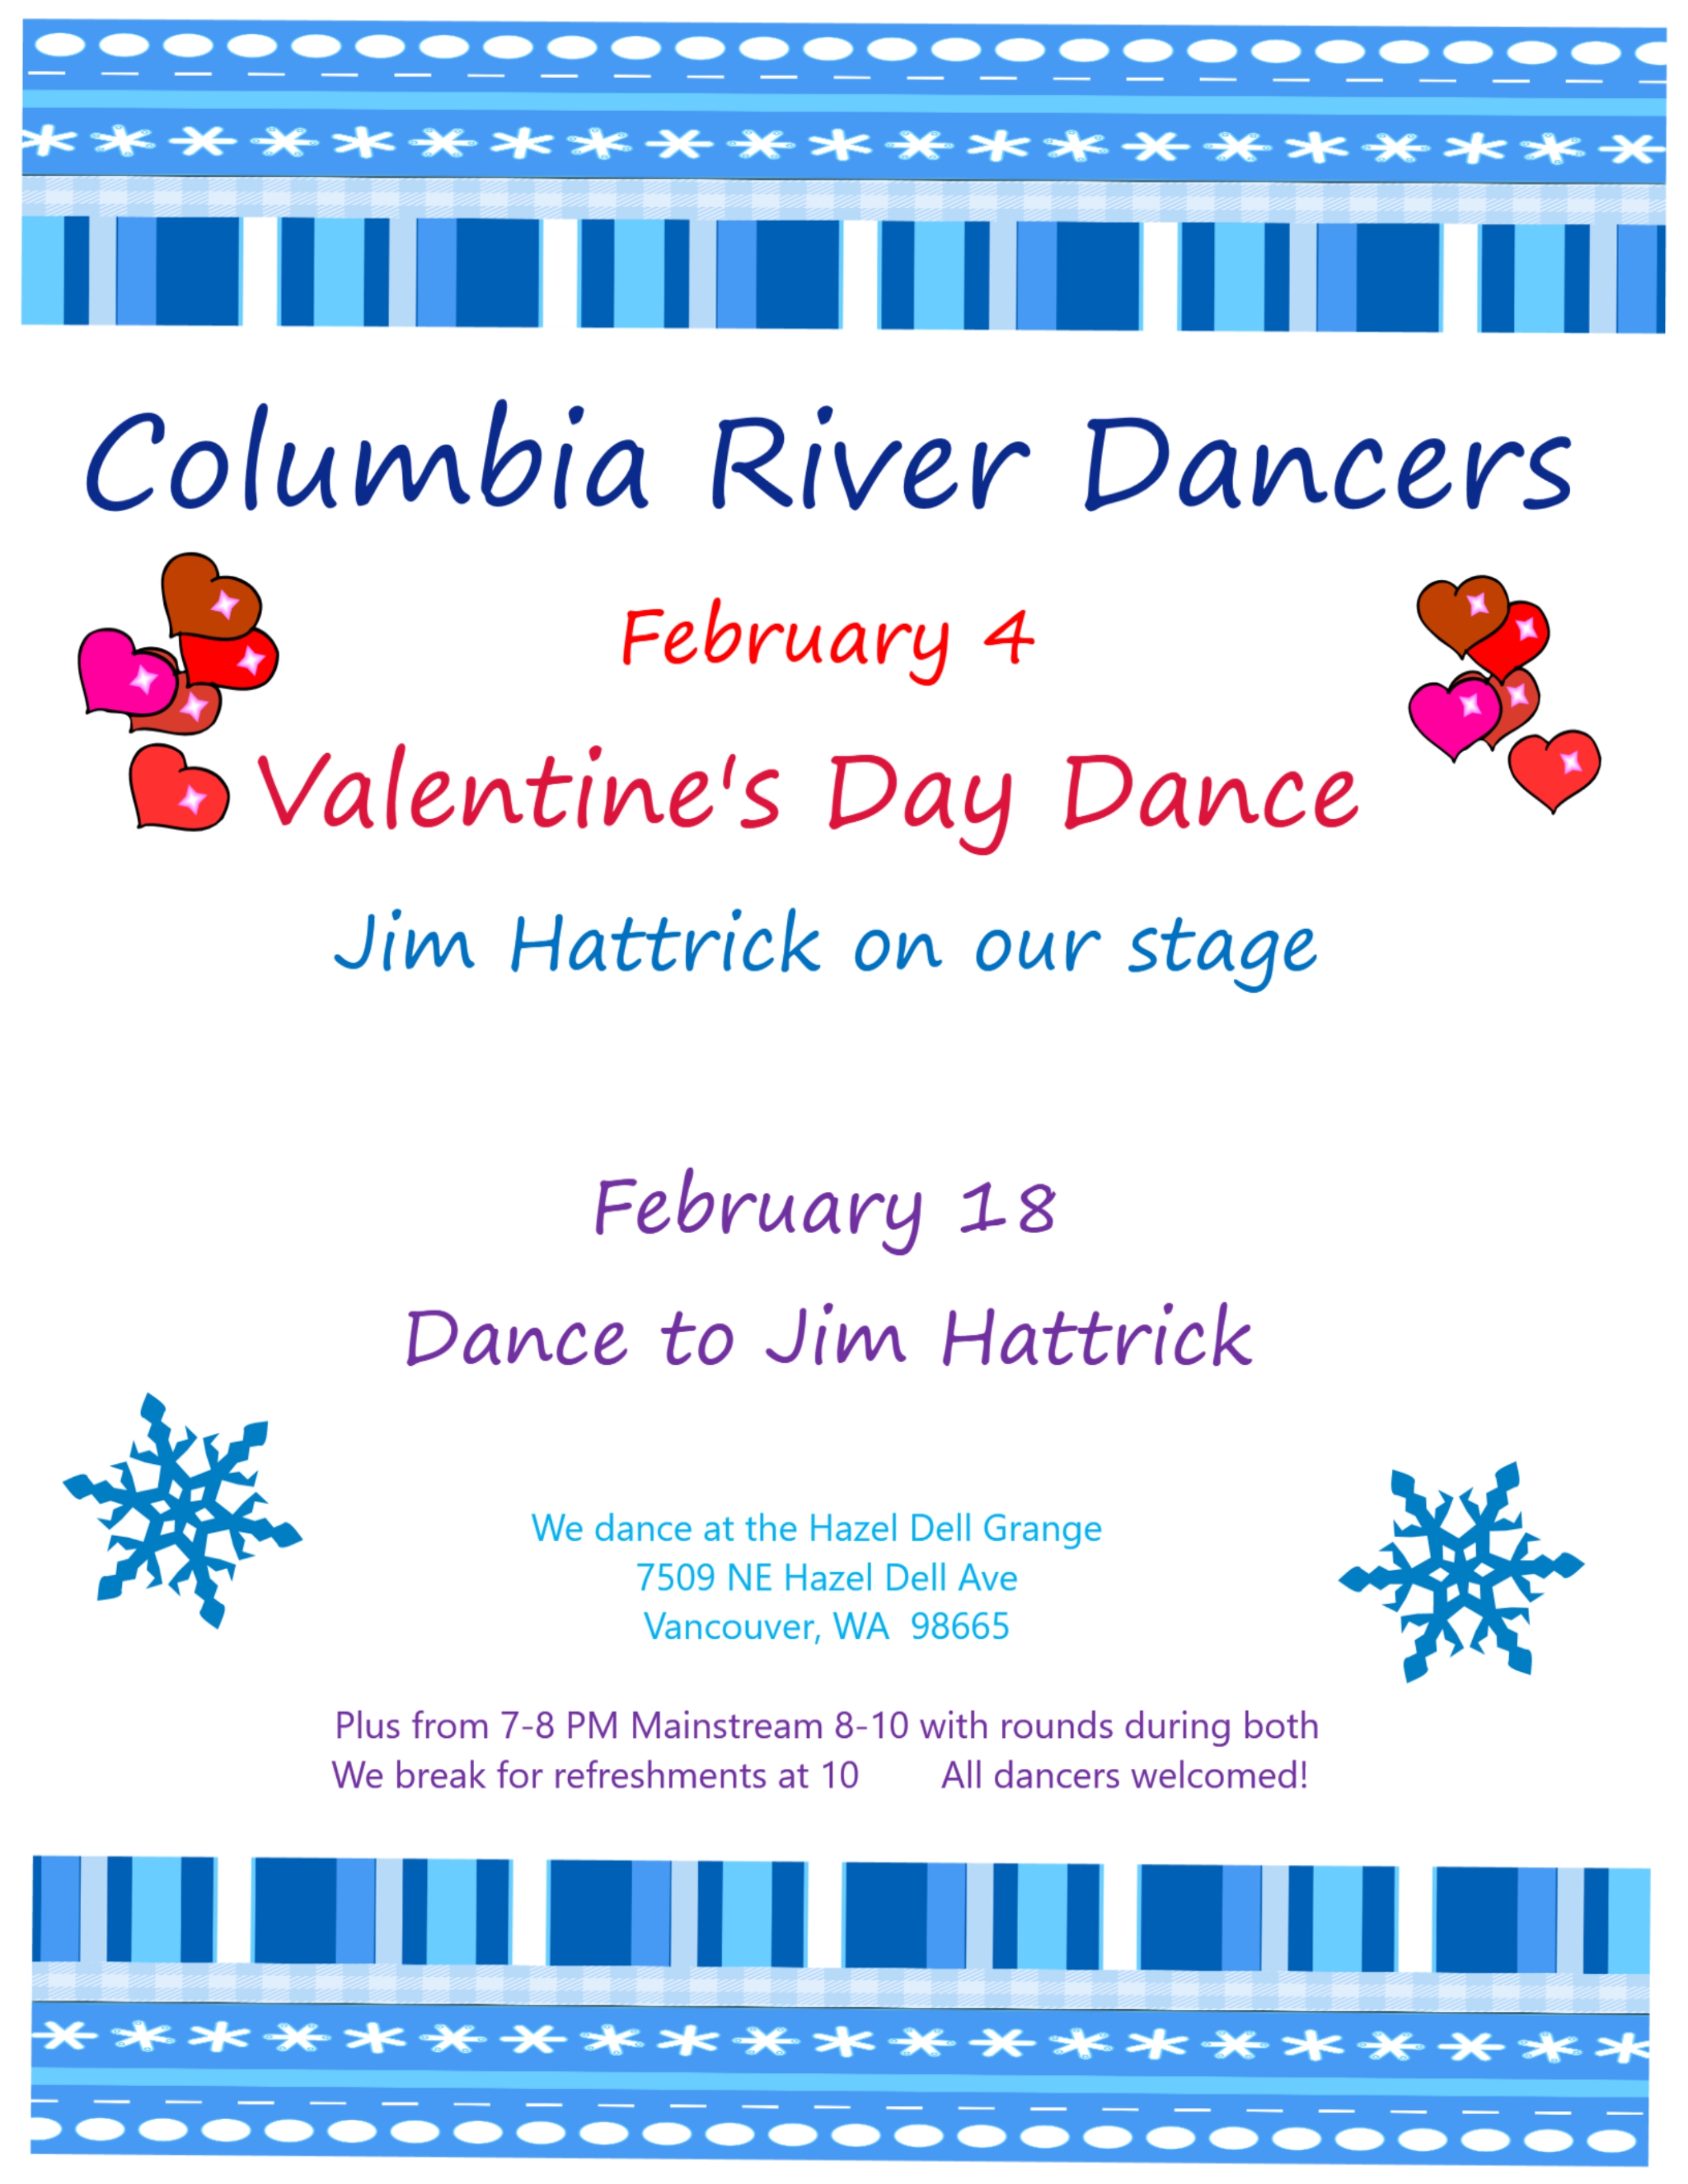 Columbia River Dancers
February 4
Valentine's Day Dance
Jim Hattrick on our stage
February 18
Dance to Jim Hattrick
We dance at the Hazel Dell Grange
7509 NE Hazel Dell Ave
Vancouver, WA  98665
Plus from 7-8 PM Mainstream 8-10 with rounds during both
We break for refreshments at 10        All dancers welcomed!